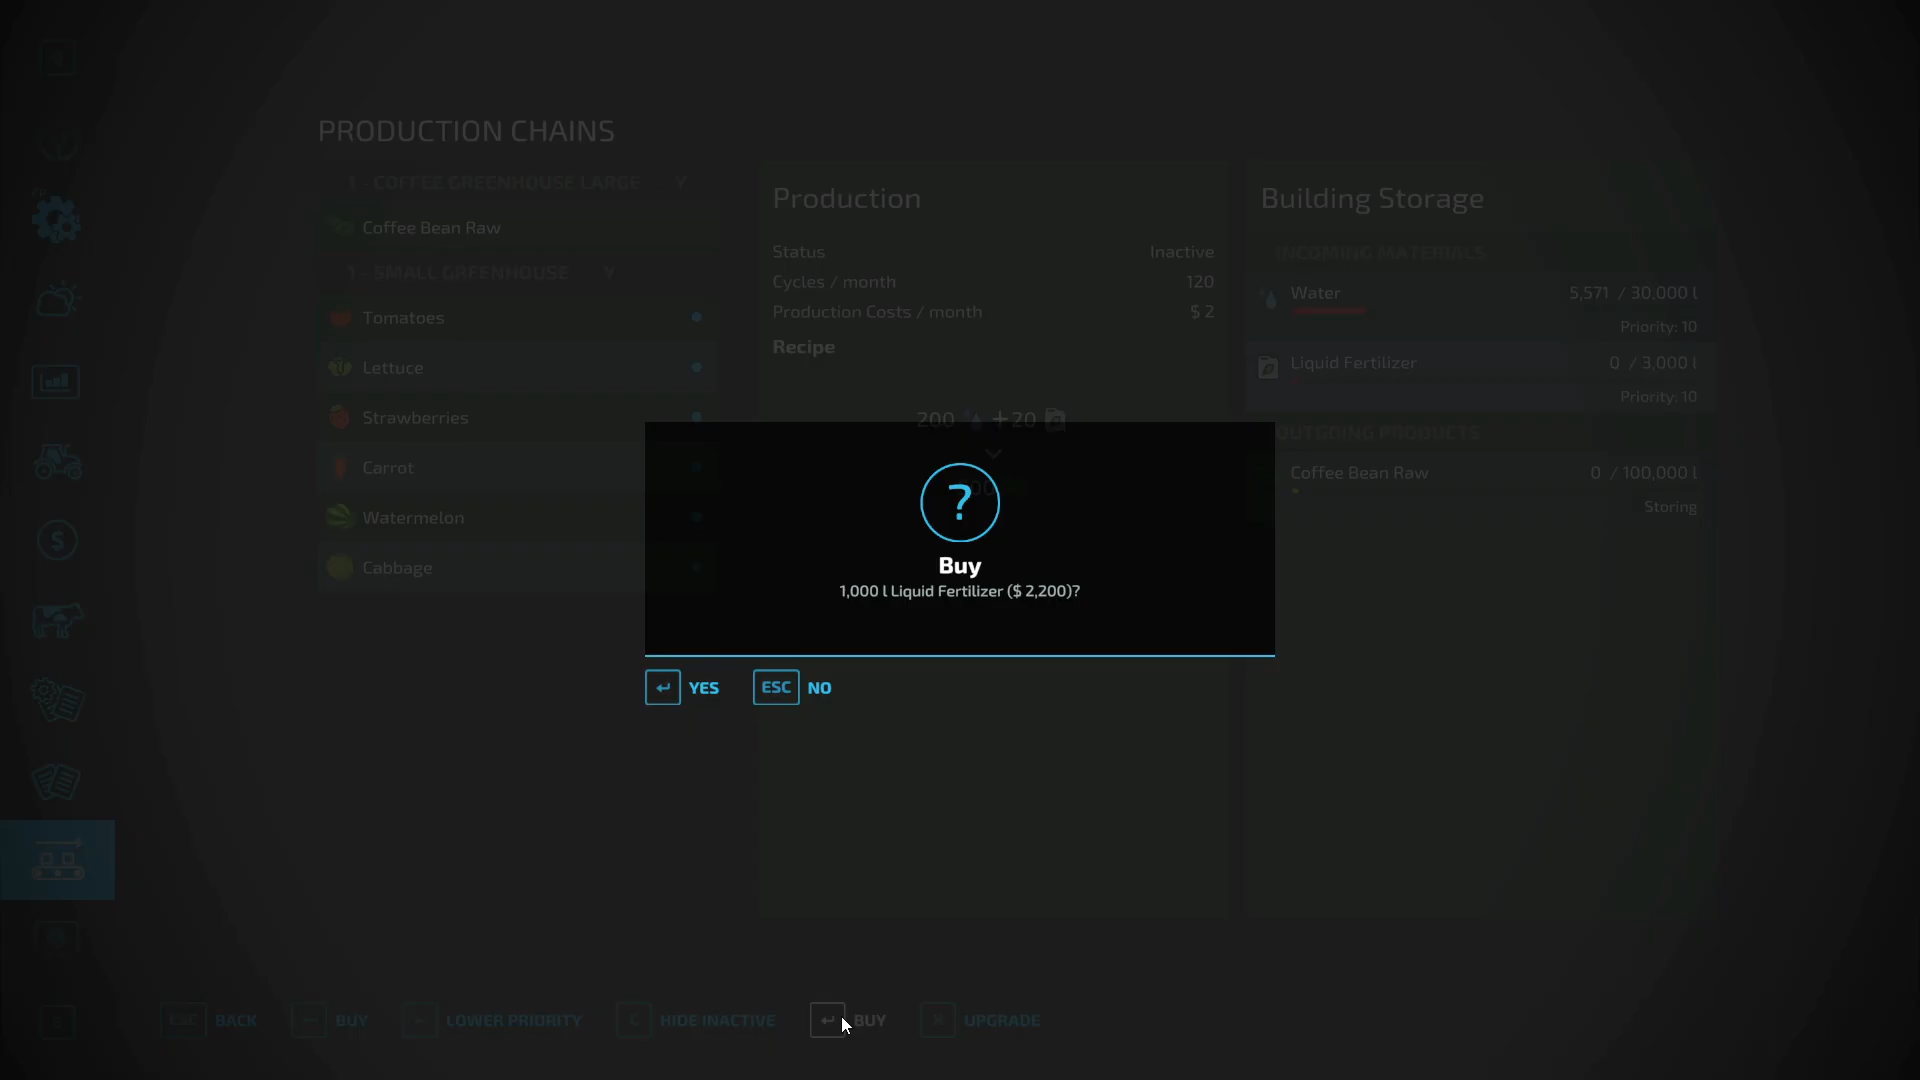 PRODUCTION CHAINS
1 - COFFEE GREENHOUSE LARGE
Coffee Bean Raw
1 - SMALL GREENHOUSE
Tomatoes
Lettuce
Strawberries
Carrot
Watermelon
Cabbage
Production
Status Inactive
Cycles / month 120
Production Costs / month $ 2
Recipe
200 + 20
Building Storage
INCOMING MATERIALS
Water 5,571 / 30,000 l
Priority: 10
Liquid Fertilizer 0 / 3,000 l
Priority: 10
OUTGOING PRODUCTS
Coffee Bean Raw 0 / 100,000 l
Storing
?
Buy
1,000 l Liquid Fertilizer ($ 2,200)?
YES ESC NO
ESC BACK BUY LOWER PRIORITY C HIDE INACTIVE BUY UPGRADE